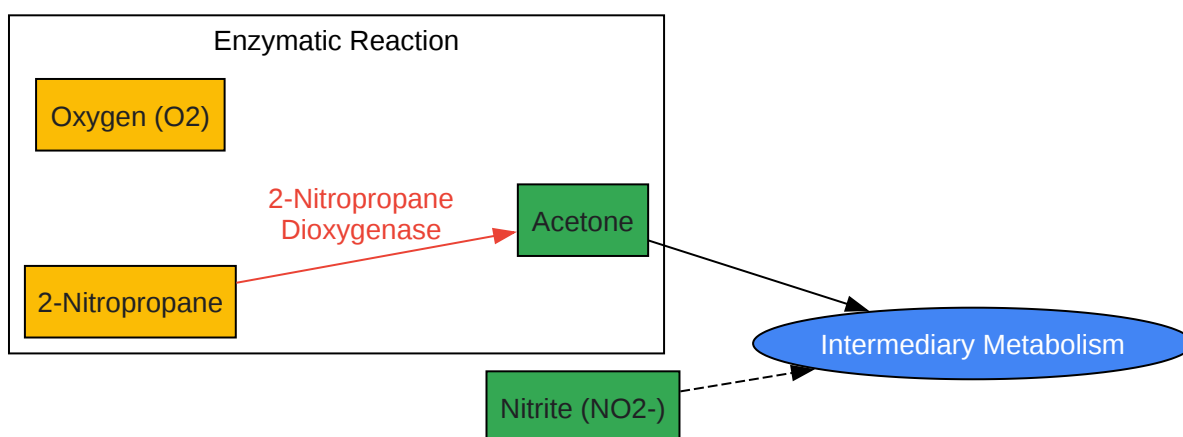 Enzymatic Reaction
Oxygen (O2)
2-Nitropropane
Dioxygenase
Acetone
2-Nitropropane
Intermediary Metabolism
Nitrite (NO2-)